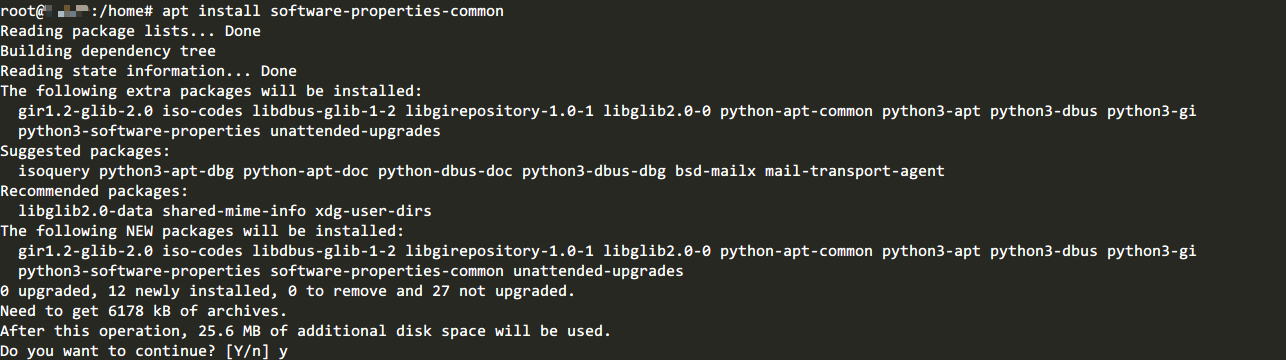 root@:/home# apt install software-properties-common
Reading package lists... Done
Building dependency tree
Reading state information... Done
The following extra packages will be installed:
  gir1.2-glib-2.0 iso-codes libdbus-glib-1-2 libgirepository-1.0-1 libglib2.0-0 python-apt-common python3-apt python3-dbus python3-gi
  python3-software-properties unattended-upgrades
Suggested packages:
  isoquery python3-apt-dbg python-apt-doc python-dbus-doc python3-dbus-dbg bsd-mailx mail-transport-agent
Recommended packages:
  libglib2.0-data shared-mime-info xdg-user-dirs
The following NEW packages will be installed:
  gir1.2-glib-2.0 iso-codes libdbus-glib-1-2 libgirepository-1.0-1 libglib2.0-0 python-apt-common python3-apt python3-dbus python3-gi
  python3-software-properties software-properties-common unattended-upgrades
0 upgraded, 12 newly installed, 0 to remove and 27 not upgraded.
Need to get 6178 kB of archives.
After this operation, 25.6 MB of additional disk space will be used.
Do you want to continue? [Y/n] y